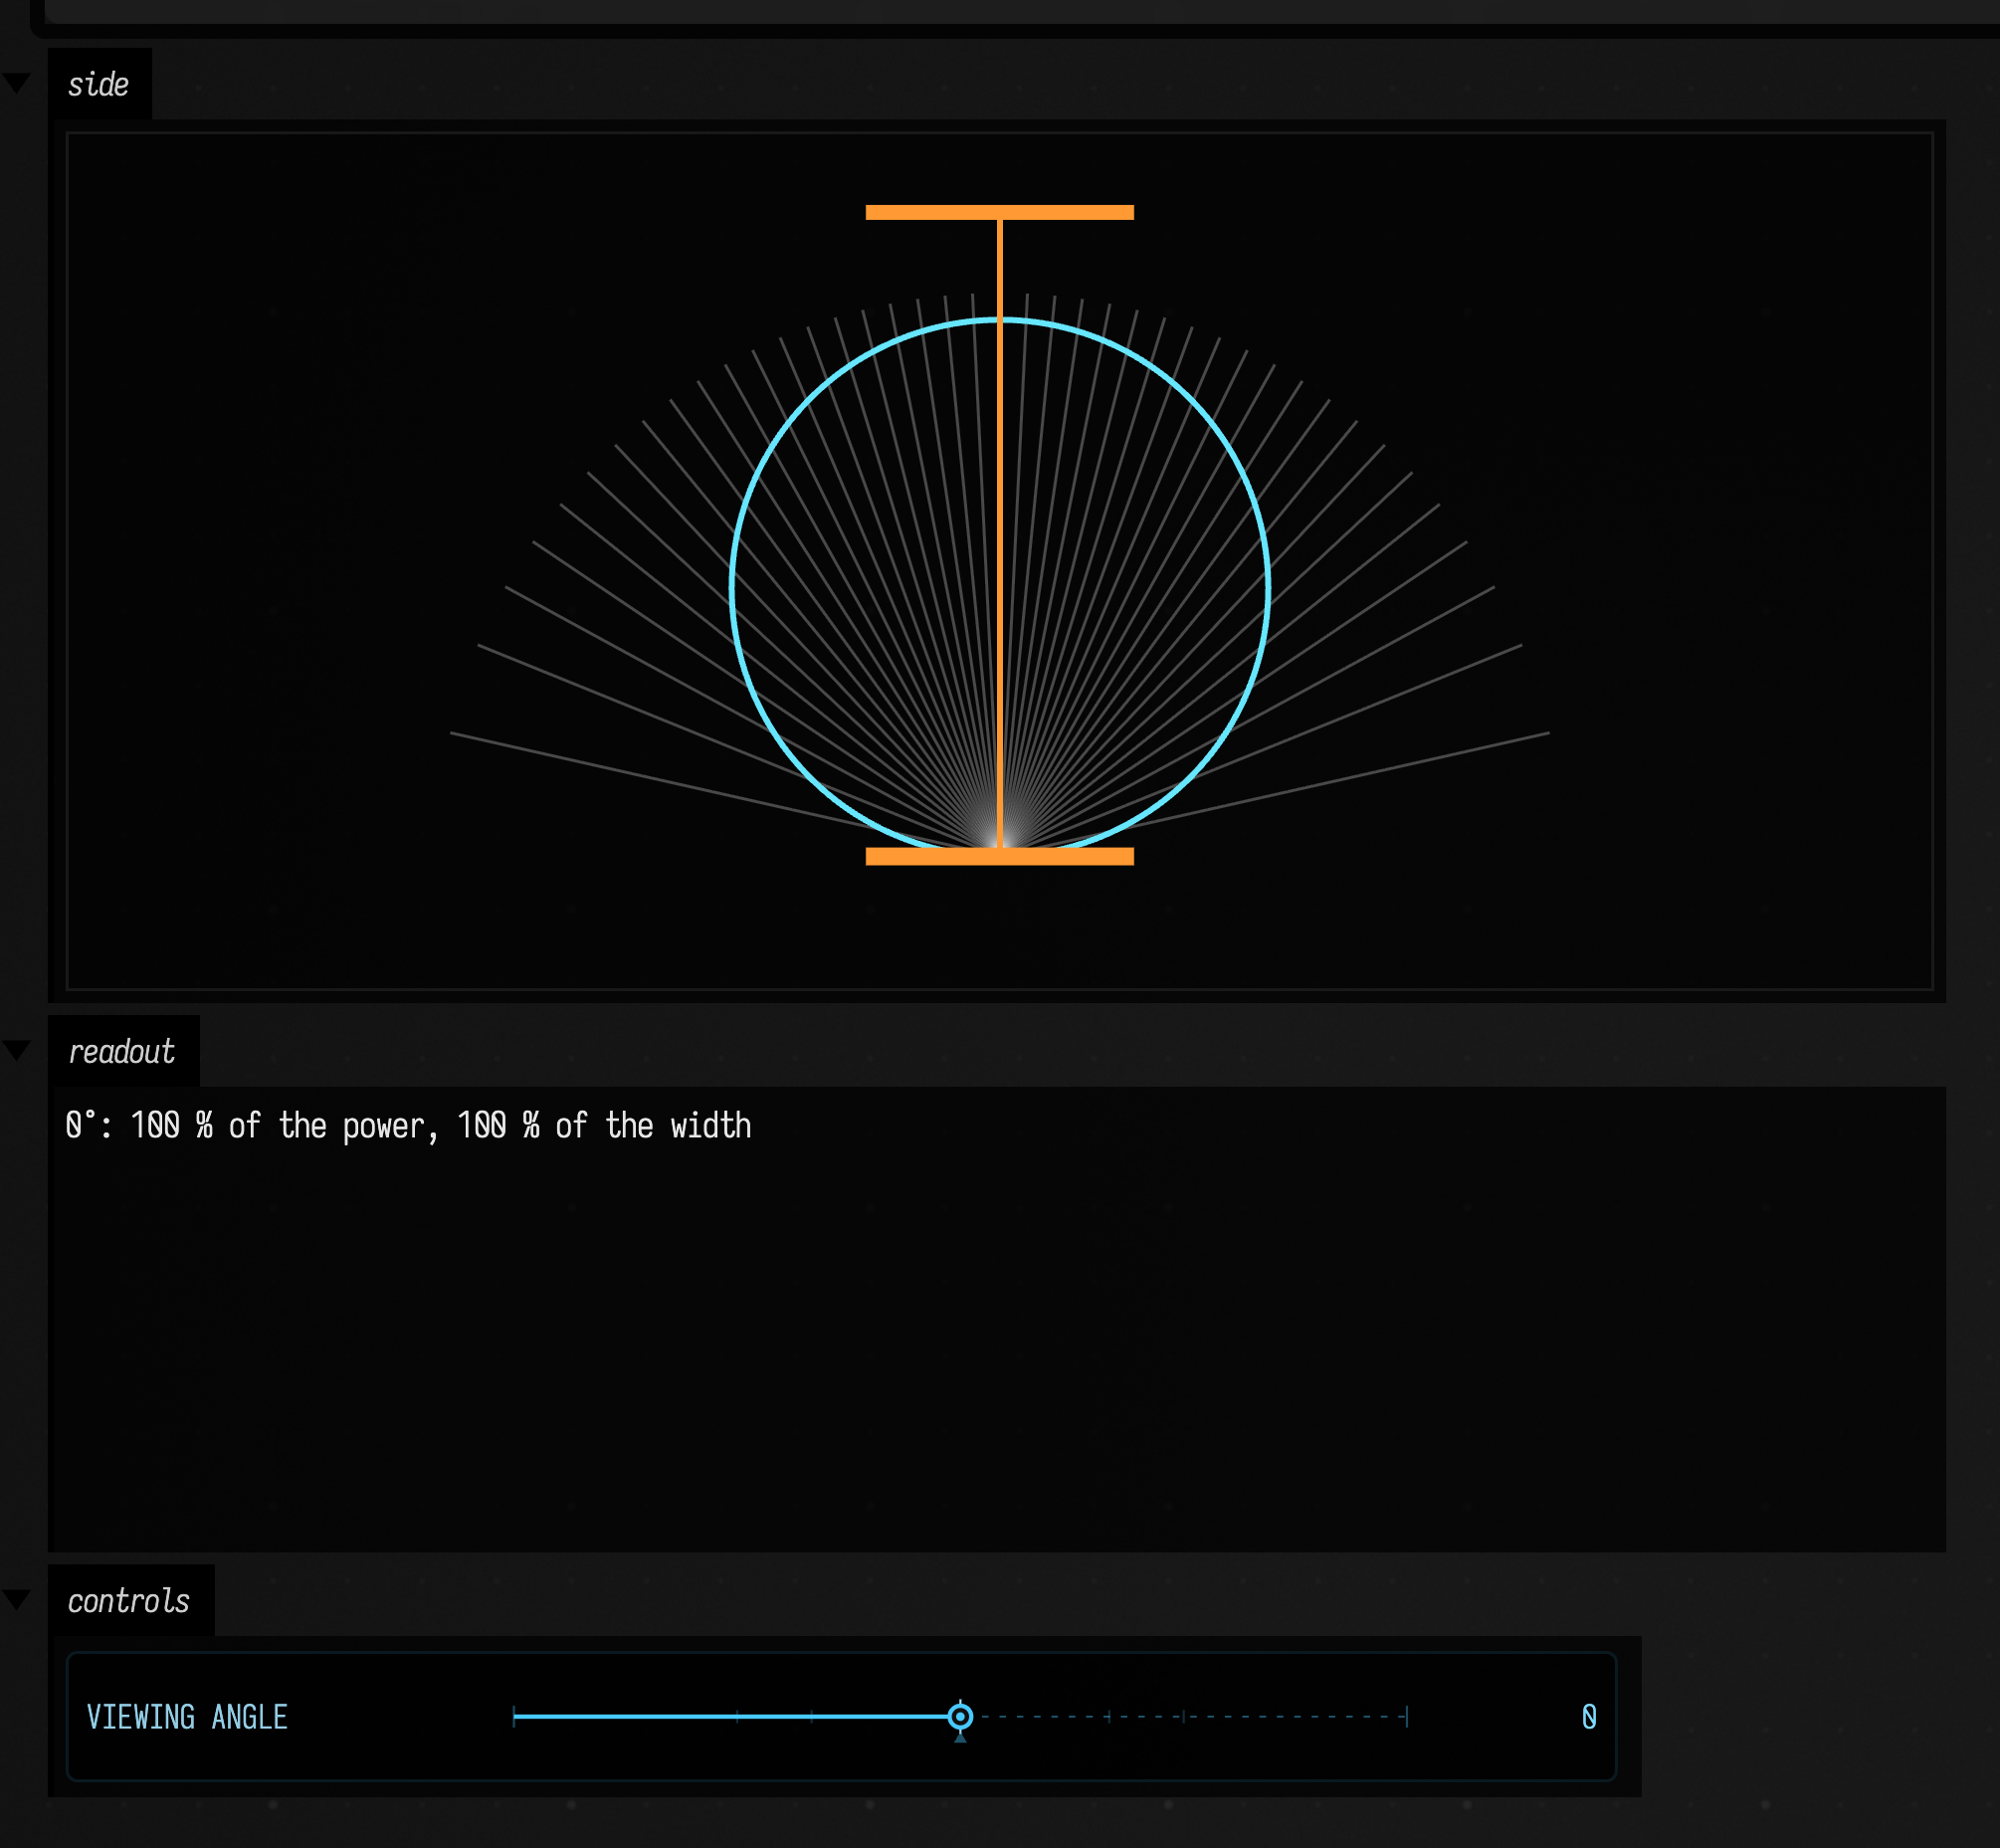 side
readout
0°: 100 % of the power, 100 % of the width
controls
VIEWING ANGLE 0